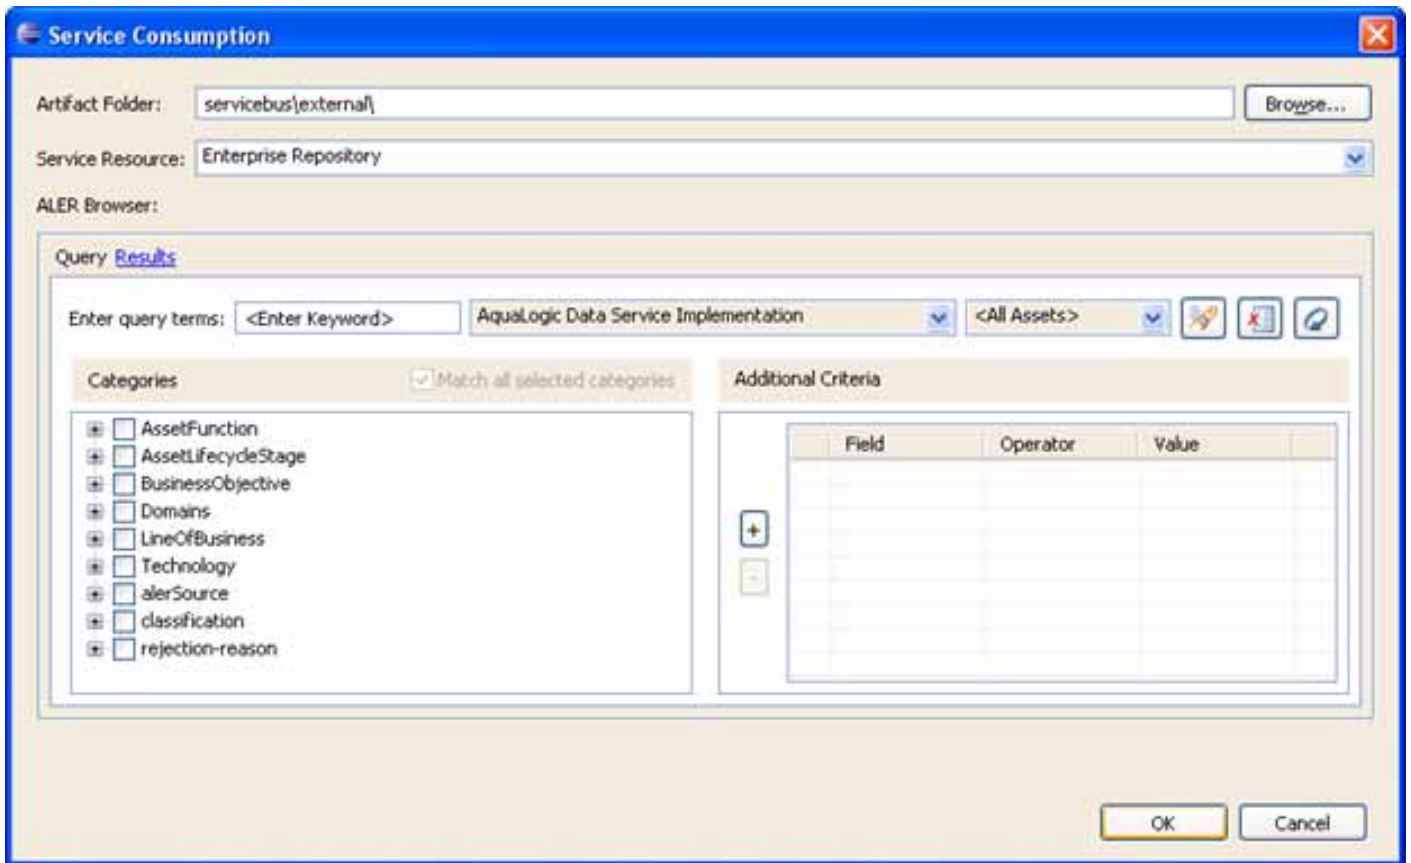 Service Consumption
Artifact Folder: servicebus\external\ Browse...
Service Resource: Enterprise Repository
ALER Browser:
Query Results
Enter query terms: <Enter Keyword> AquaLogic Data Service Implementation <All Assets>
Categories Match all selected categories Additional Criteria
AssetFunction
AssetLifecycleStage
BusinessObjective
Domains
LineOfBusiness
Technology
alerSource
classification
rejection-reason
Field Operator Value
+
-
OK Cancel